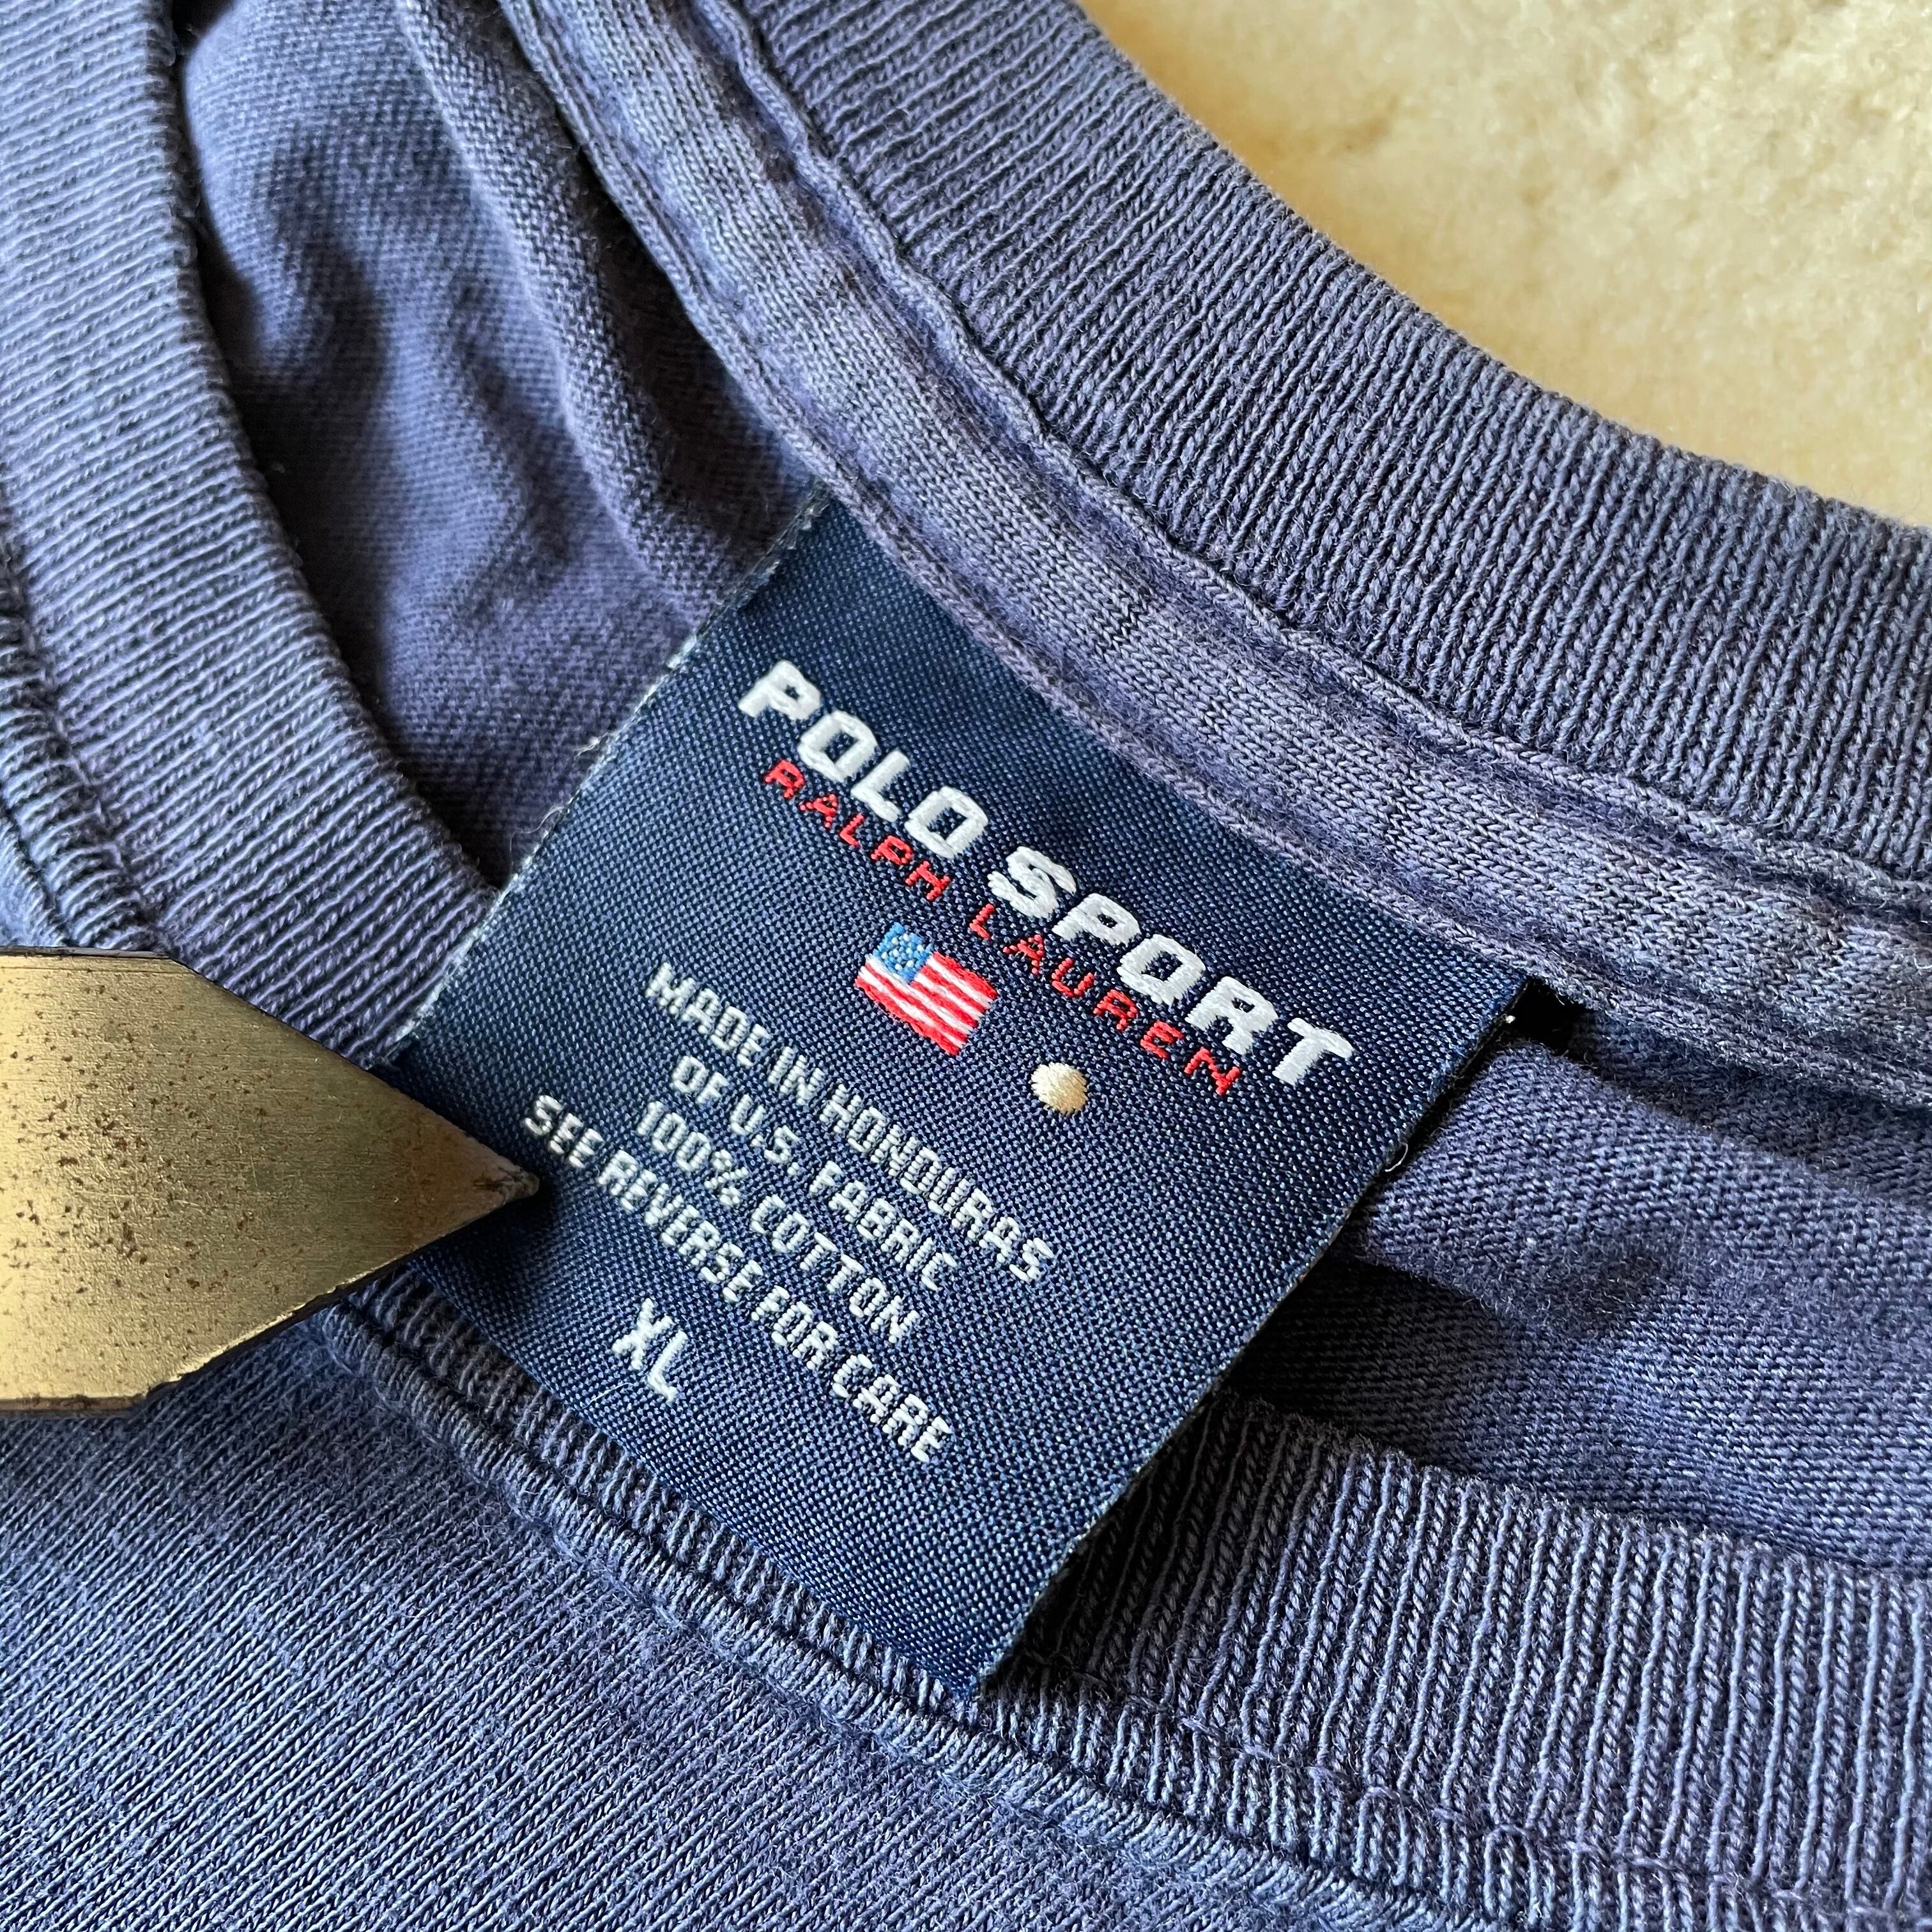 POLO SPORT
RALPH LAUREN
MADE IN HONDURAS
OF U.S. FABRIC
100% COTTON
SEE REVERSE FOR CARE
XL